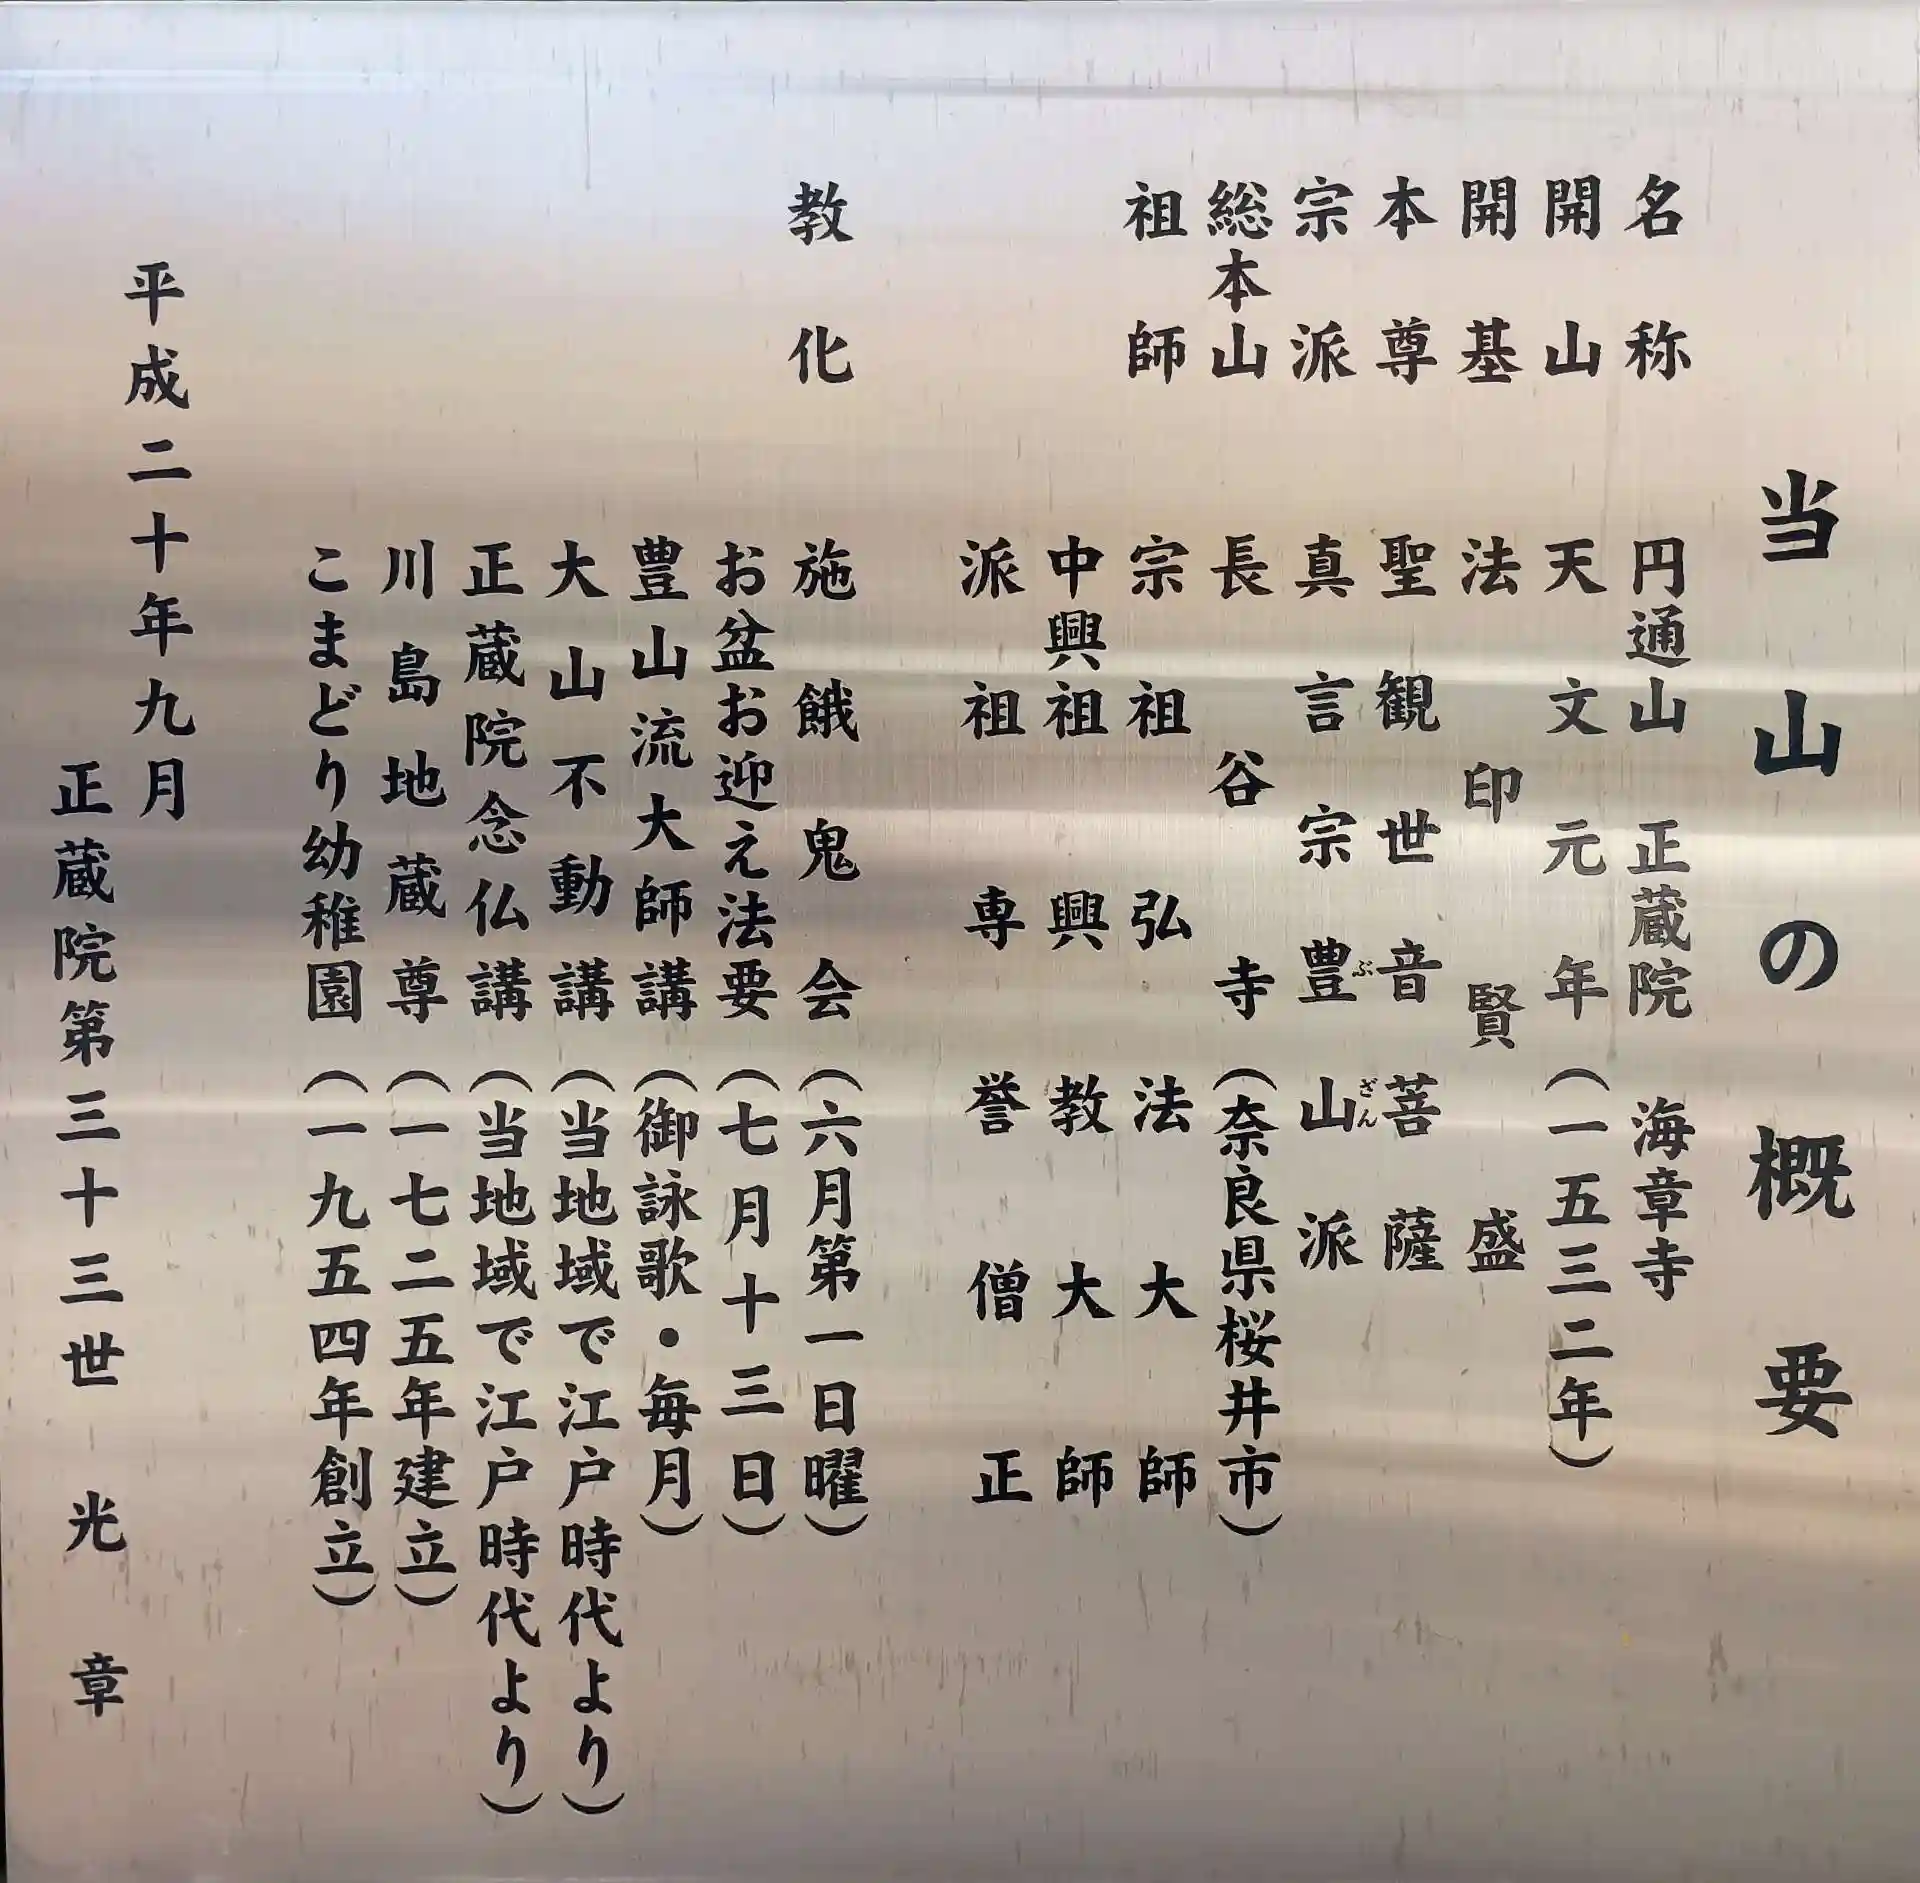 当山の概要
名称 円通山 正蔵院 海章寺
開山 天文元年(一五三二年)
開基 法印 賢盛
本尊 聖観世音菩薩
宗派 真言宗豊山派
ぶざん
総本山 長谷寺(奈良県桜井市)
祖師 宗祖 弘法大師
中興祖 興教大師
派祖 専誉僧正
教化 施餓鬼会(六月第一日曜)
お盆お迎え法要(七月十三日)
豊山流大師講(御詠歌・毎月)
大山不動講(当地域で江戸時代より)
正蔵院念仏講(当地域で江戸時代より)
川島地蔵尊(一七二五年建立)
こまどり幼稚園(一九五四年創立)
平成二十年九月
正蔵院第三十三世 光章